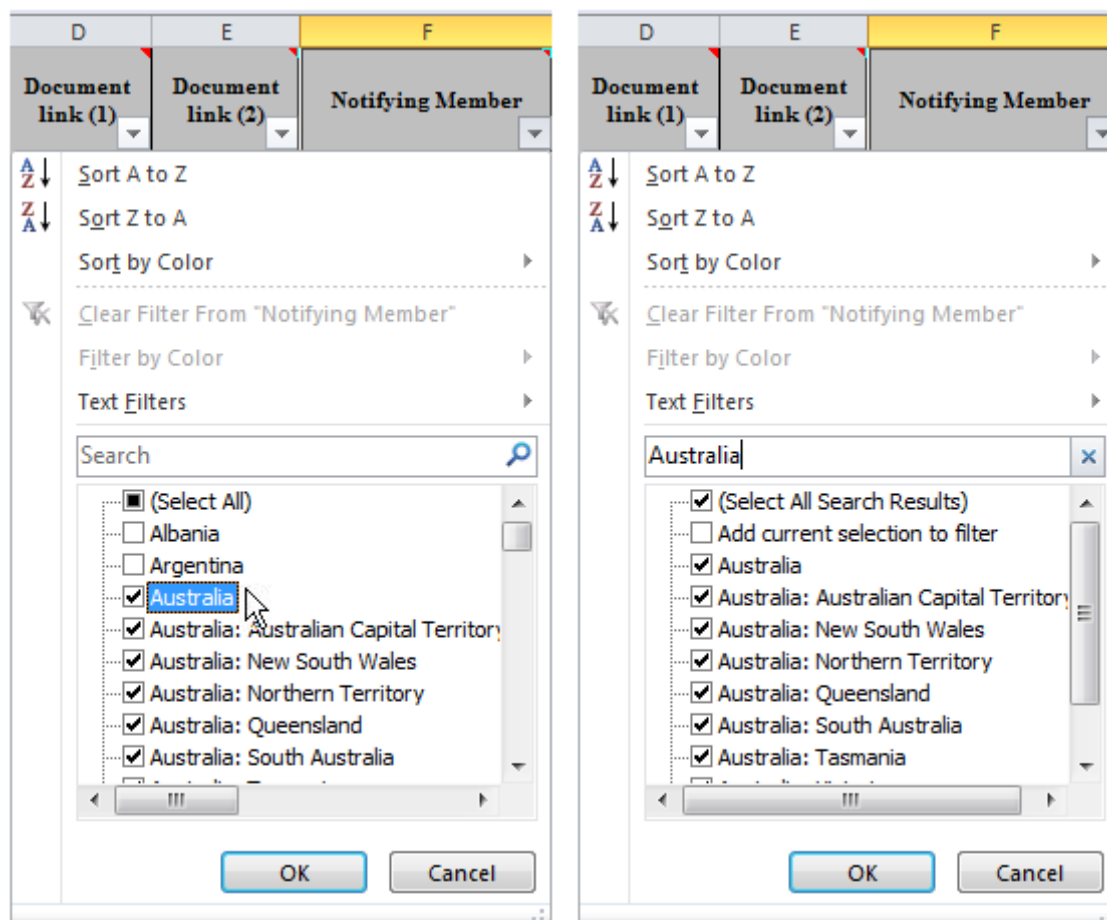 D E F
Document link (1)
Document link (2)
Notifying Member
Sort A to Z
Sort Z to A
Sort by Color
Clear Filter From "Notifying Member"
Filter by Color
Text Filters
Search
(Select All)
Albania
Argentina
Australia
Australia: Australian Capital Territory
Australia: New South Wales
Australia: Northern Territory
Australia: Queensland
Australia: South Australia
OK Cancel
D E F
Document link (1)
Document link (2)
Notifying Member
Sort A to Z
Sort Z to A
Sort by Color
Clear Filter From "Notifying Member"
Filter by Color
Text Filters
Australia
(Select All Search Results)
Add current selection to filter
Australia
Australia: Australian Capital Territory
Australia: New South Wales
Australia: Northern Territory
Australia: Queensland
Australia: South Australia
Australia: Tasmania
OK Cancel